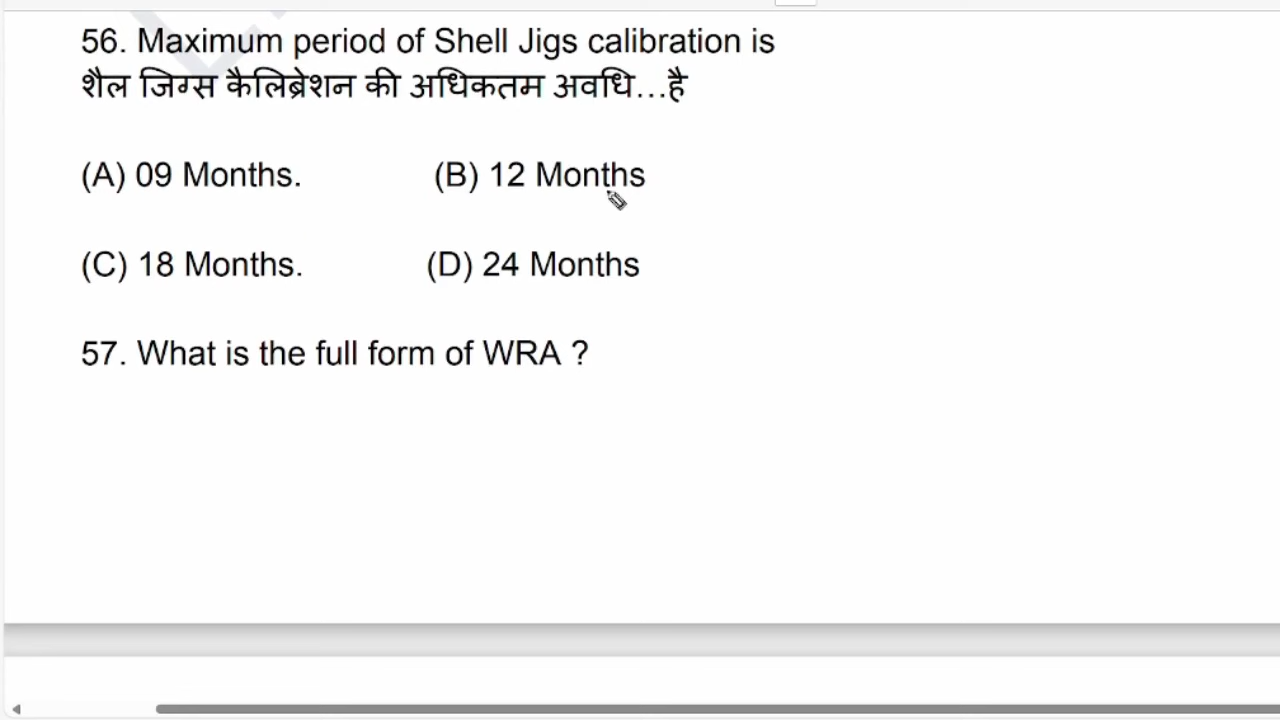 56. Maximum period of Shell Jigs calibration is
शैल जिग्स कैलिब्रेशन की अधिकतम अवधि...है
(A) 09 Months. (B) 12 Months
(C) 18 Months. (D) 24 Months
57. What is the full form of WRA ?